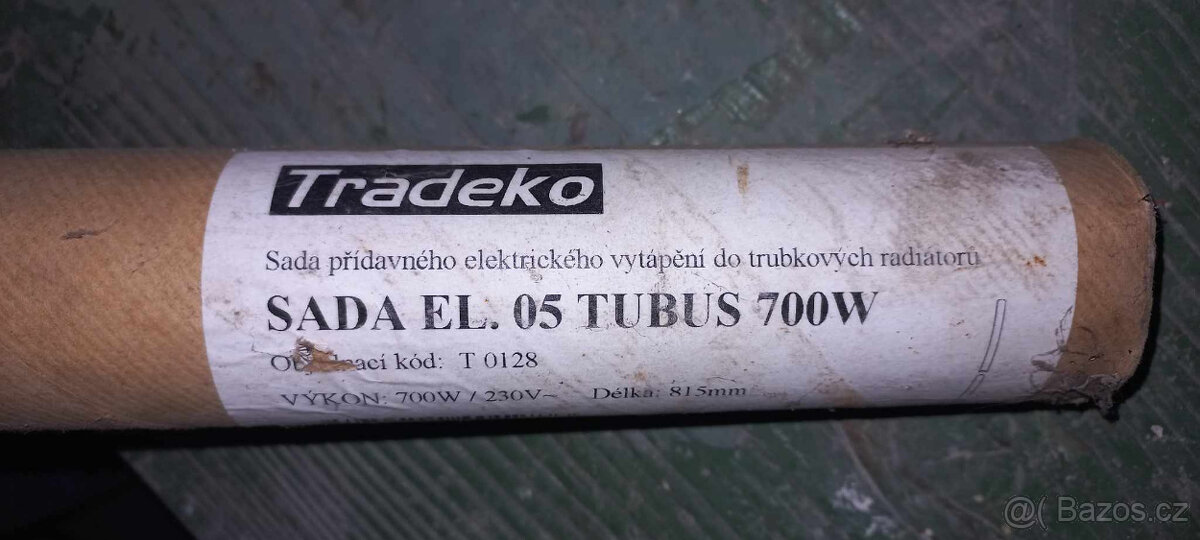 Tradeko
Sada přídavného elektrického vytápění do trubkových radiátorů
SADA EL. 05 TUBUS 700W
kód: T 0128
VÝKON: 700W / 230V~ Délka: 815mm
@( Bazos.cz